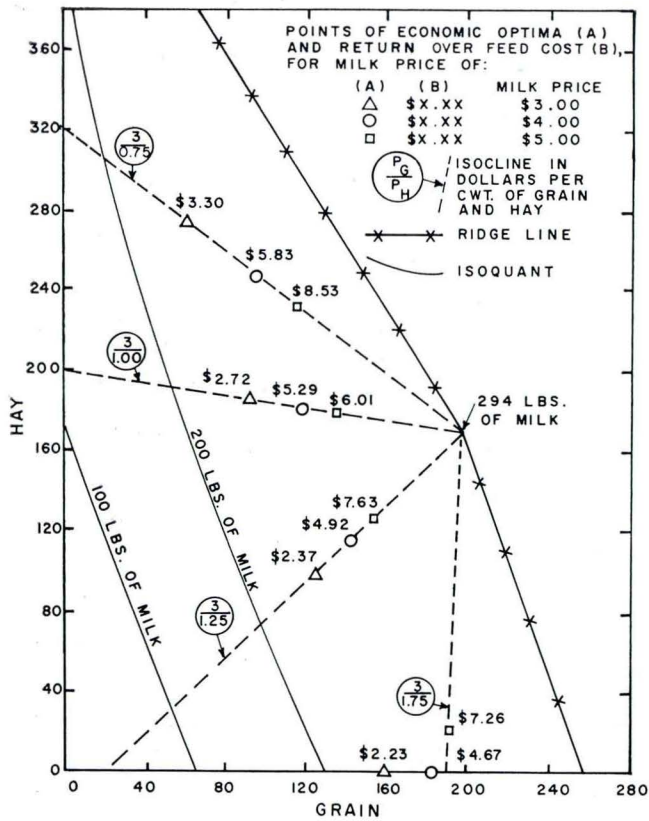 POINTS OF ECONOMIC OPTIMA (A)
AND RETURN OVER FEED COST (B),
FOR MILK PRICE OF:
(A) (B) MILK PRICE
$X.XX $3.00
$X.XX $4.00
$X.XX $5.00
P_G
P_H
ISOCLINE IN
DOLLARS PER
CWT. OF GRAIN
AND HAY
RIDGE LINE
ISOQUANT
360
320
280
240
200
160
120
80
40
0
HAY
3
0.75
$3.30
$5.83
$8.53
3
1.00
$2.72
$5.29
$6.01
294 LBS.
OF MILK
200 LBS. OF MILK
100 LBS. OF MILK
$7.63
$4.92
$2.37
3
1.25
3
1.75
$7.26
$2.23
$4.67
0 40 80 120 160 200 240 280
GRAIN